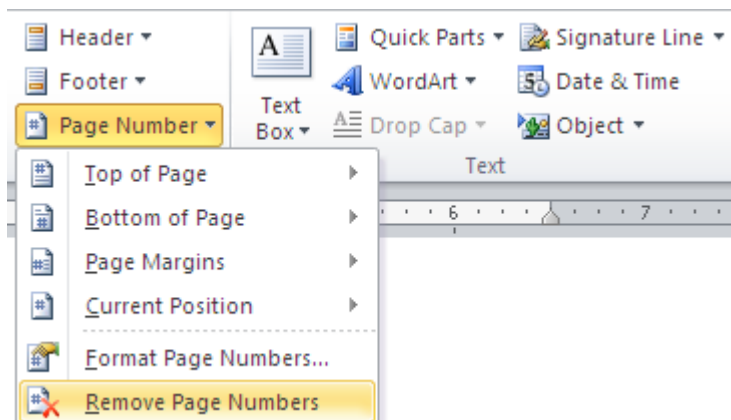 Header
Footer
Page Number
A
Text
Box
Quick Parts
WordArt
Drop Cap
Signature Line
Date & Time
Object
Text
6 7
Top of Page
Bottom of Page
Page Margins
Current Position
Format Page Numbers...
Remove Page Numbers